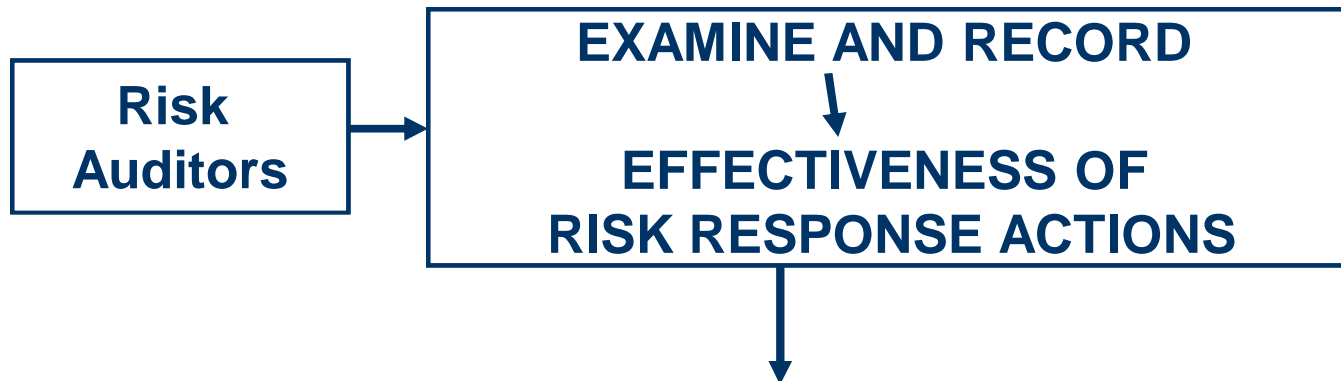 Risk
Auditors
EXAMINE AND RECORD
EFFECTIVENESS OF
RISK RESPONSE ACTIONS